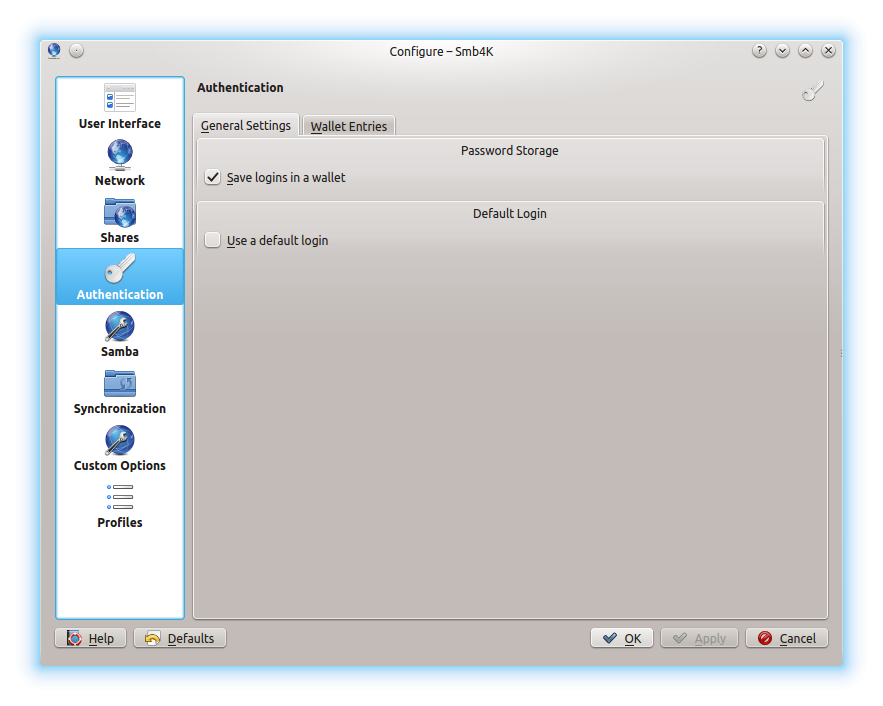 Configure – Smb4K
User Interface
Network
Shares
Authentication
Samba
Synchronization
Custom Options
Profiles
Authentication
General Settings
Wallet Entries
Password Storage
Save logins in a wallet
Default Login
Use a default login
Help
Defaults
OK
Apply
Cancel